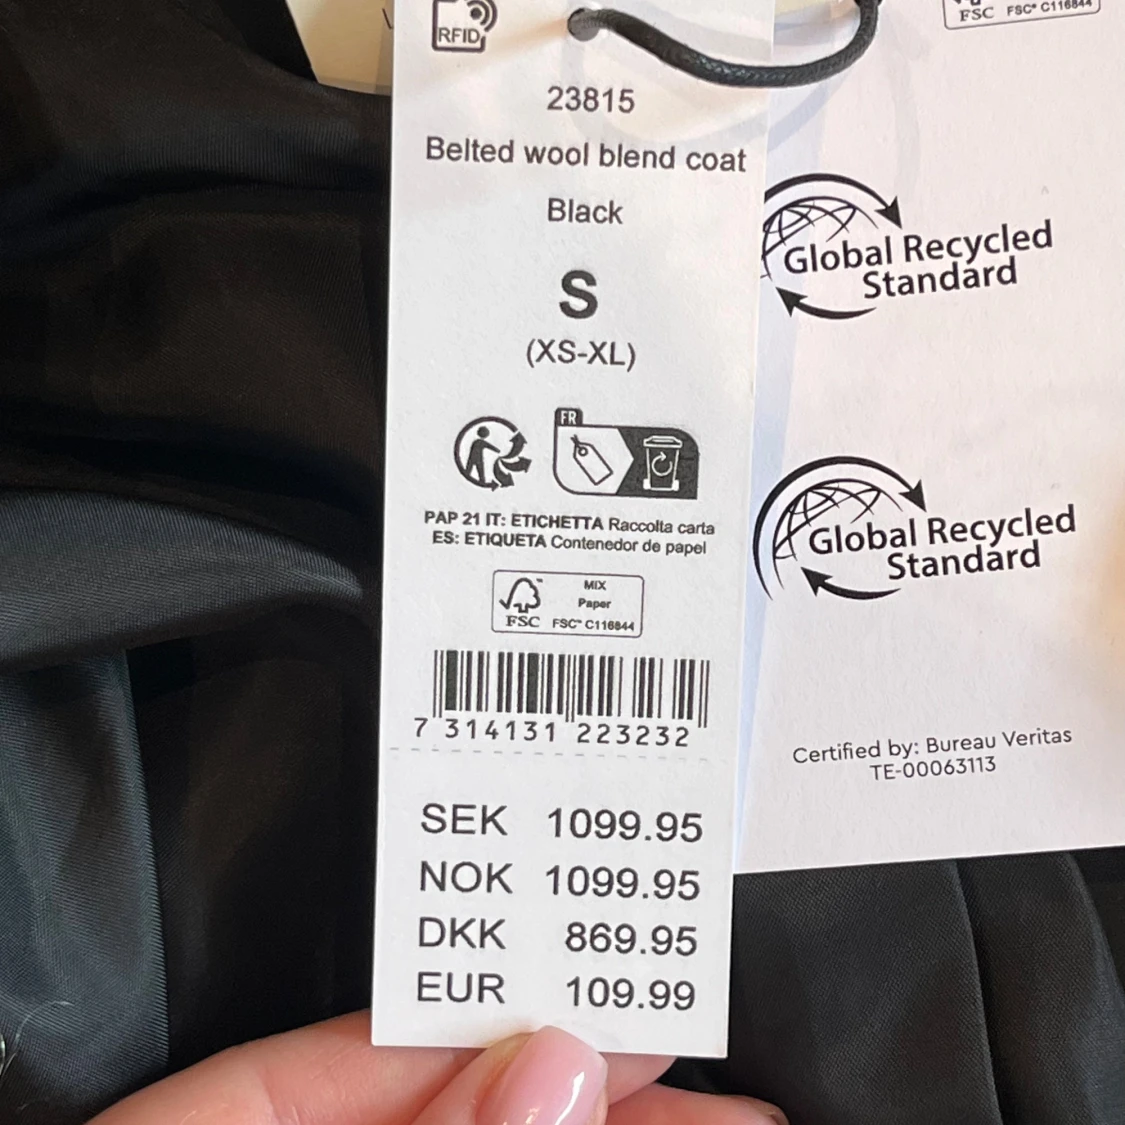 RFID
23815
Belted wool blend coat
Black
S
(XS-XL)
FR
PAP 21 IT: ETICHETTA Raccolta carta
ES: ETIQUETA Contenedor de papel
MIX
Paper
FSC FSC™ C116844
7 314131 223232
SEK 1099.95
NOK 1099.95
DKK 869.95
EUR 109.99
FSC FSC® C116844
Global Recycled
Standard
Global Recycled
Standard
Certified by: Bureau Veritas
TE-00063113